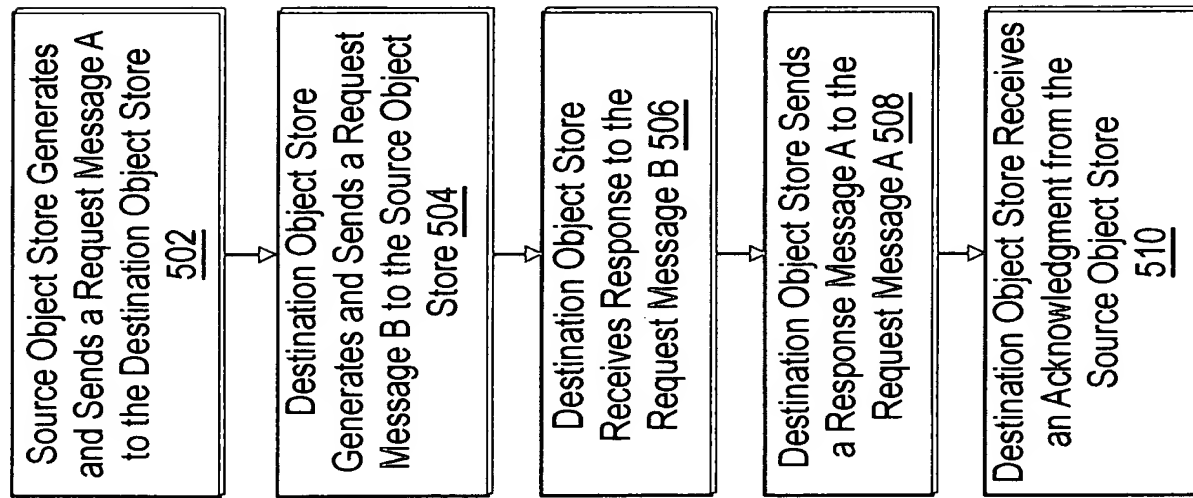 Source Object Store Generates
and Sends a Request Message A
to the Destination Object Store
502
Destination Object Store
Generates and Sends a Request
Message B to the Source Object
Store 504
Destination Object Store
Receives Response to the
Request Message B 506
Destination Object Store Sends
a Response Message A to the
Request Message A 508
Destination Object Store Receives
an Acknowledgment from the
Source Object Store
510